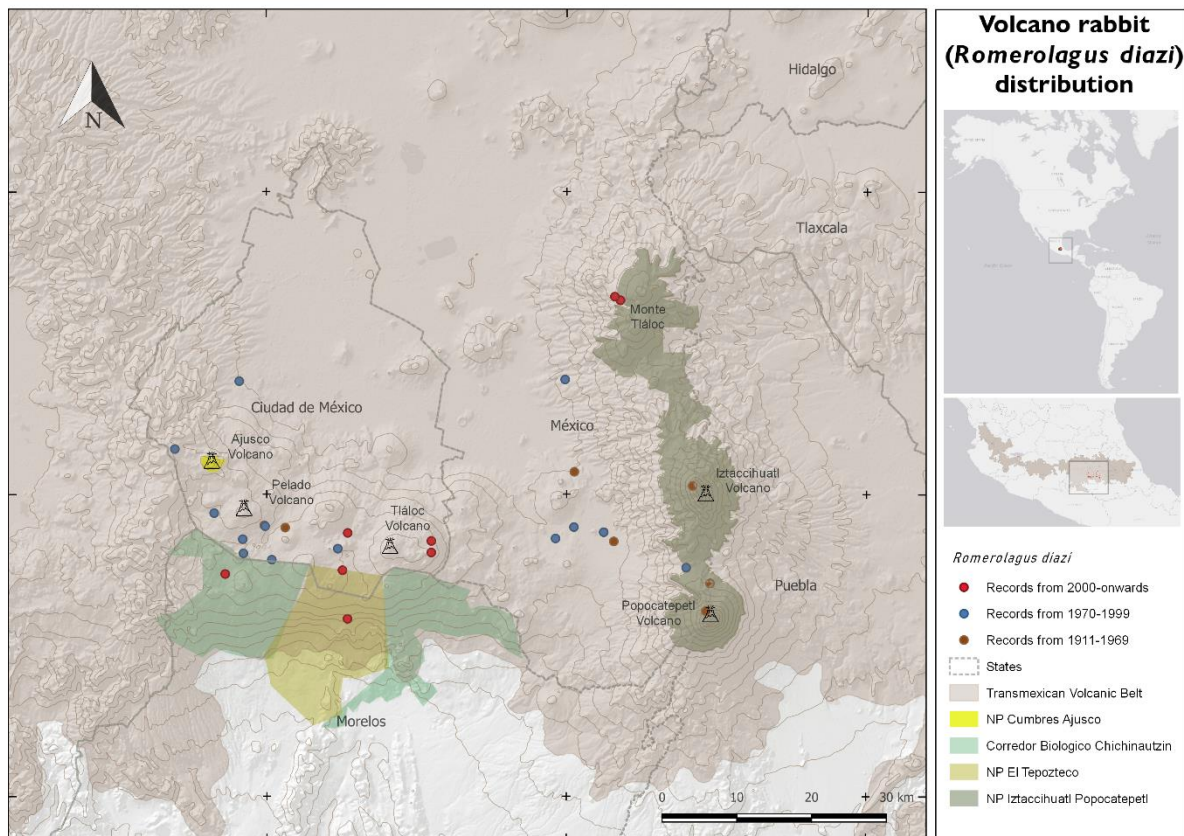 Volcano rabbit
(Romerolagus diazi)
distribution
N
Hidalgo
Tlaxcala
Monte
Tláloc
Ciudad de México
México
Ajusco
Volcano
Pelado
Volcano
Tláloc
Volcano
Iztaccihuatl
Volcano
Popocatepetl
Volcano
Puebla
Morelos
0 10 20 30 km
Romerolagus diazi
Records from 2000-onwards
Records from 1970-1999
Records from 1911-1969
States
Transmexican Volcanic Belt
NP Cumbres Ajusco
Corredor Biologico Chichinautzin
NP El Tepozteco
NP Iztaccihuatl Popocatepetl